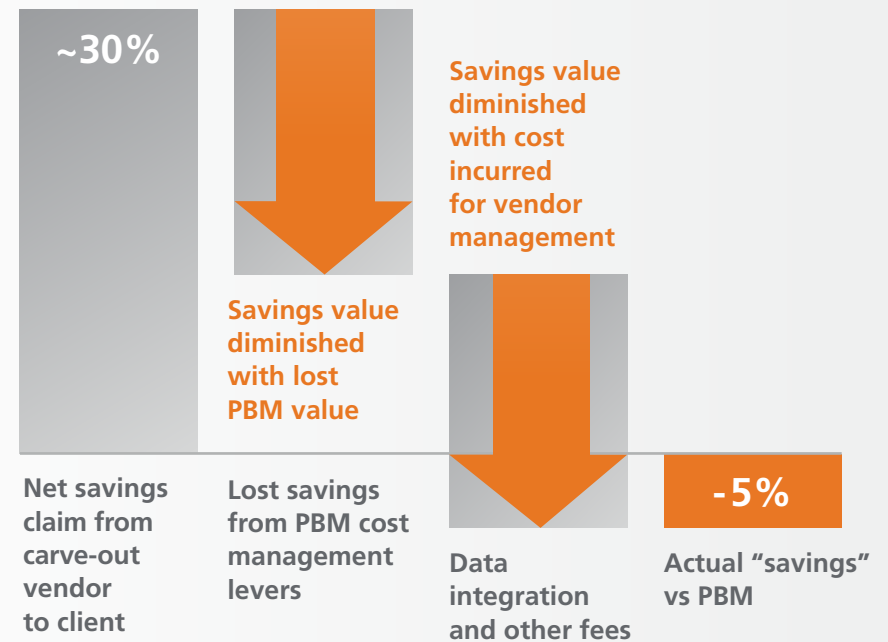 ~30%
Savings value
diminished
with lost
PBM value
Savings value
diminished
with cost
incurred
for vendor
management
-5%
Net savings
claim from
carve-out
vendor
to client
Lost savings
from PBM cost
management
levers
Data
integration
and other fees
Actual “savings”
vs PBM